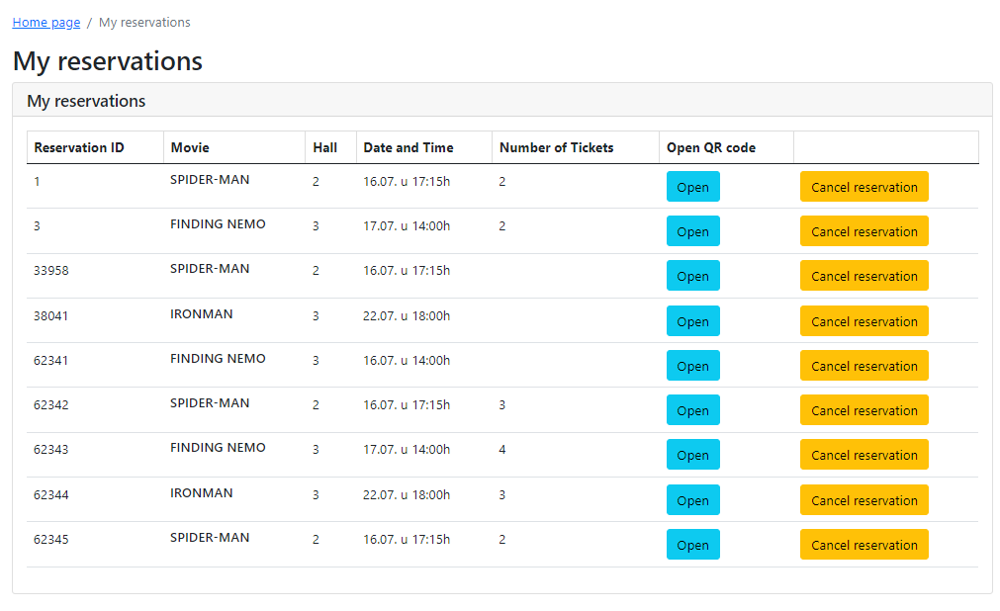 Home page / My reservations
My reservations
My reservations
Reservation ID Movie Hall Date and Time Number of Tickets Open QR code
1 SPIDER-MAN 2 16.07. u 17:15h 2 Open Cancel reservation
3 FINDING NEMO 3 17.07. u 14:00h 2 Open Cancel reservation
33958 SPIDER-MAN 2 16.07. u 17:15h Open Cancel reservation
38041 IRONMAN 3 22.07. u 18:00h Open Cancel reservation
62341 FINDING NEMO 3 16.07. u 14:00h Open Cancel reservation
62342 SPIDER-MAN 2 16.07. u 17:15h 3 Open Cancel reservation
62343 FINDING NEMO 3 17.07. u 14:00h 4 Open Cancel reservation
62344 IRONMAN 3 22.07. u 18:00h 3 Open Cancel reservation
62345 SPIDER-MAN 2 16.07. u 17:15h 2 Open Cancel reservation